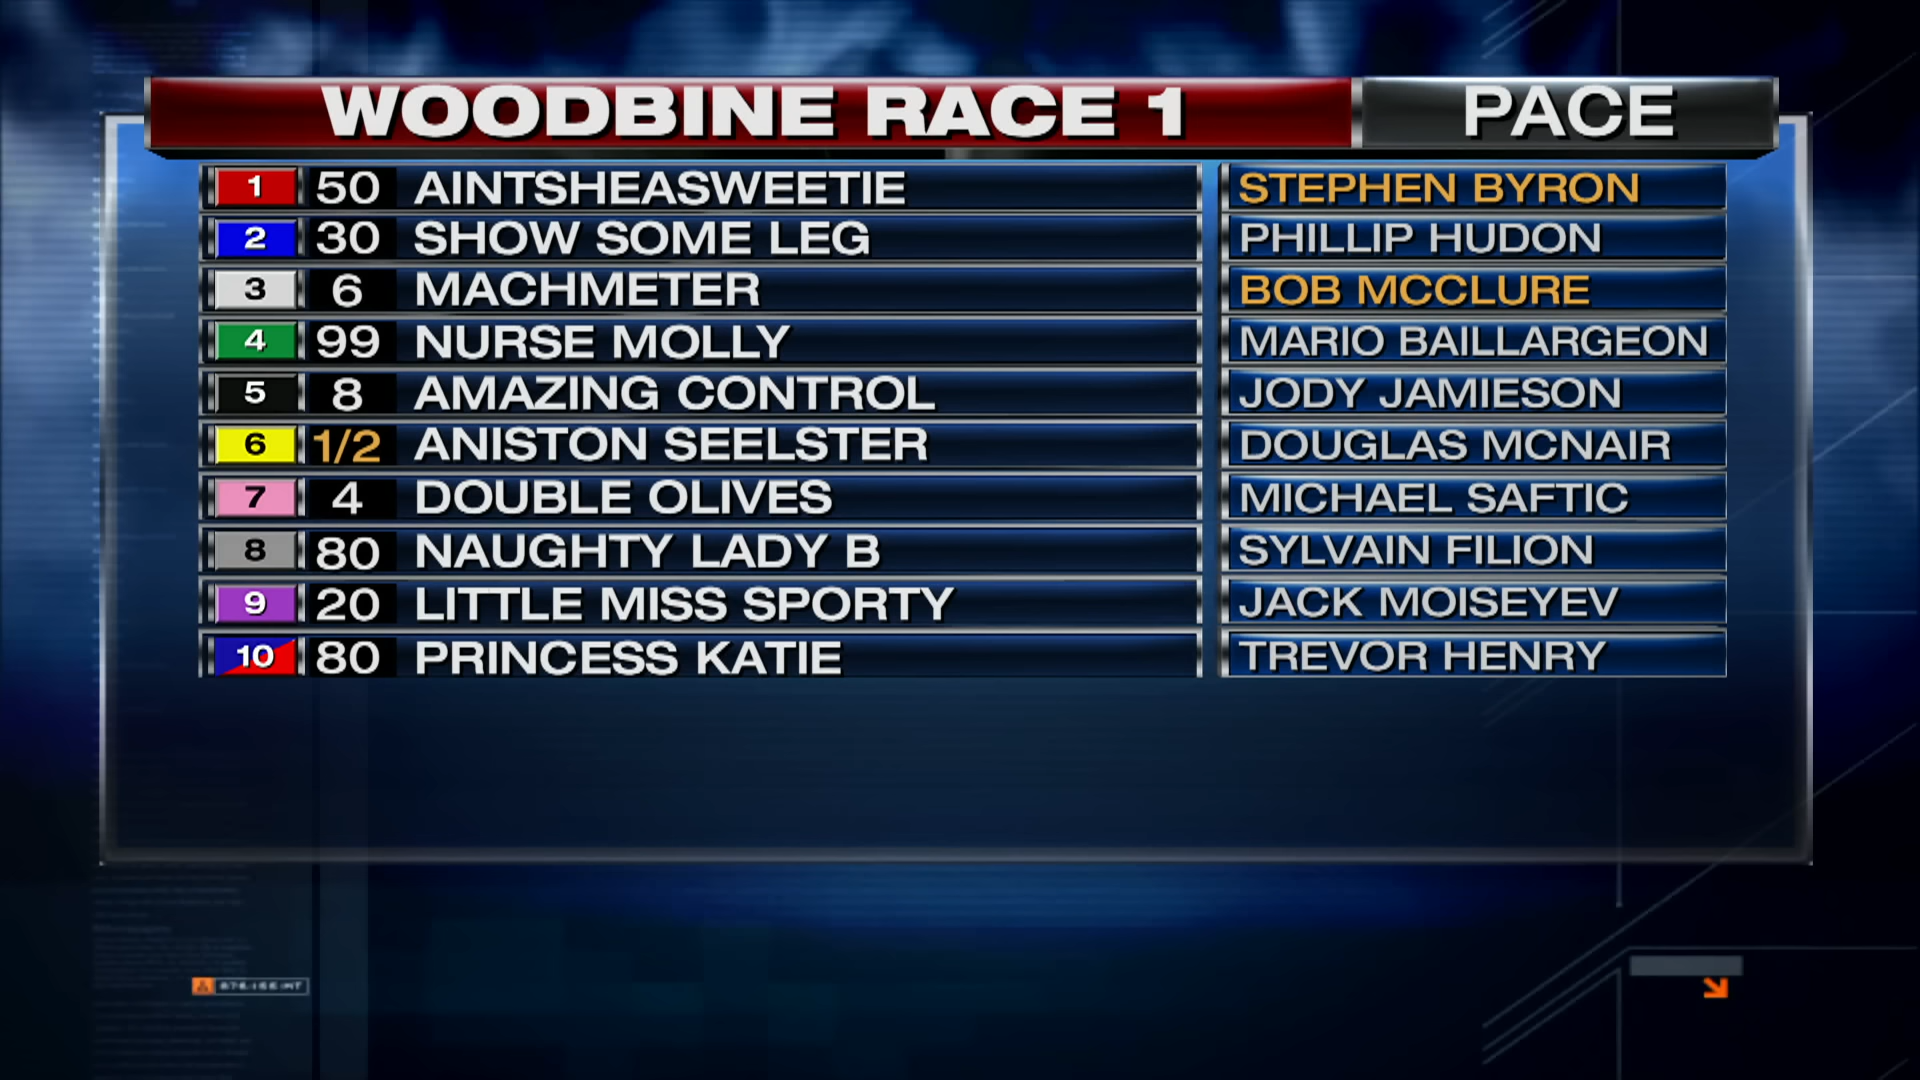 WOODBINE RACE 1 PACE
1 50 AINTSHEASWEETIE STEPHEN BYRON
2 30 SHOW SOME LEG PHILLIP HUDON
3 6 MACHMETER BOB MCCLURE
4 99 NURSE MOLLY MARIO BAILLARGEON
5 8 AMAZING CONTROL JODY JAMIESON
6 1/2 ANISTON SEELSTER DOUGLAS MCNAIR
7 4 DOUBLE OLIVES MICHAEL SAFTIC
8 80 NAUGHTY LADY B SYLVAIN FILION
9 20 LITTLE MISS SPORTY JACK MOISEYEV
10 80 PRINCESS KATIE TREVOR HENRY